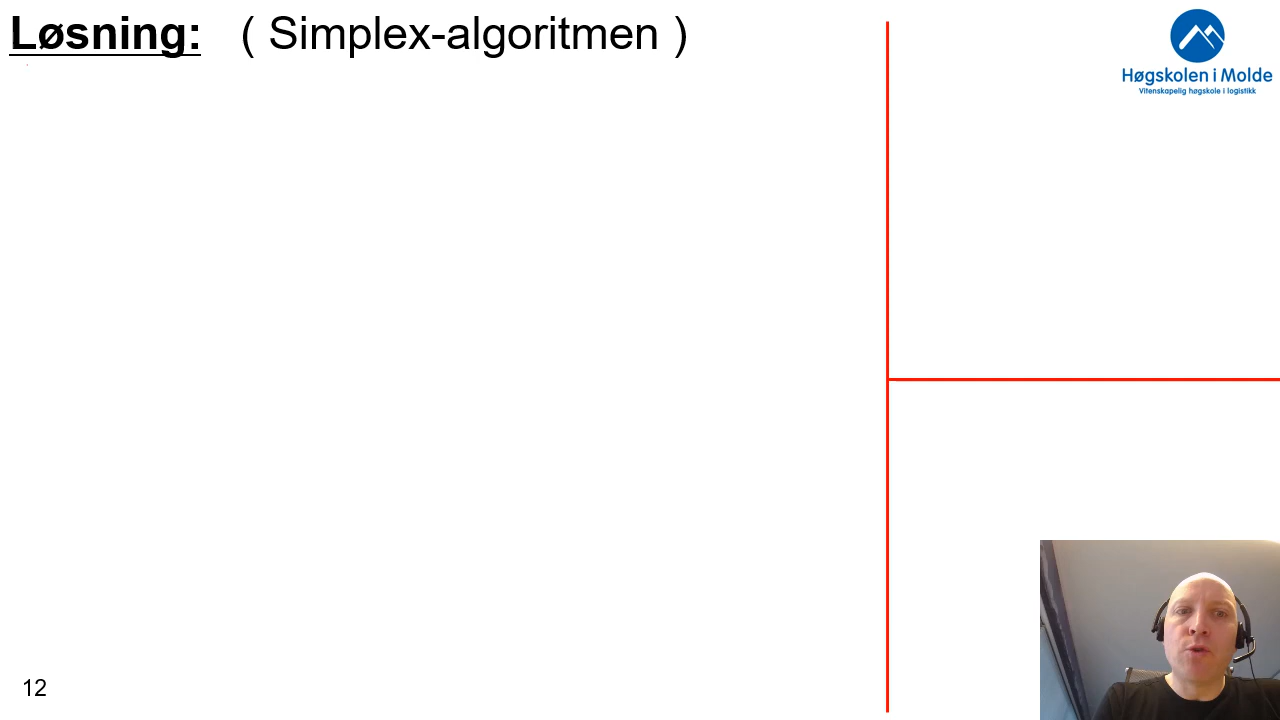 Løsning: ( Simplex-algoritmen )
Høgskolen i Molde
Vitenskapelig høgskole i logistikk
12